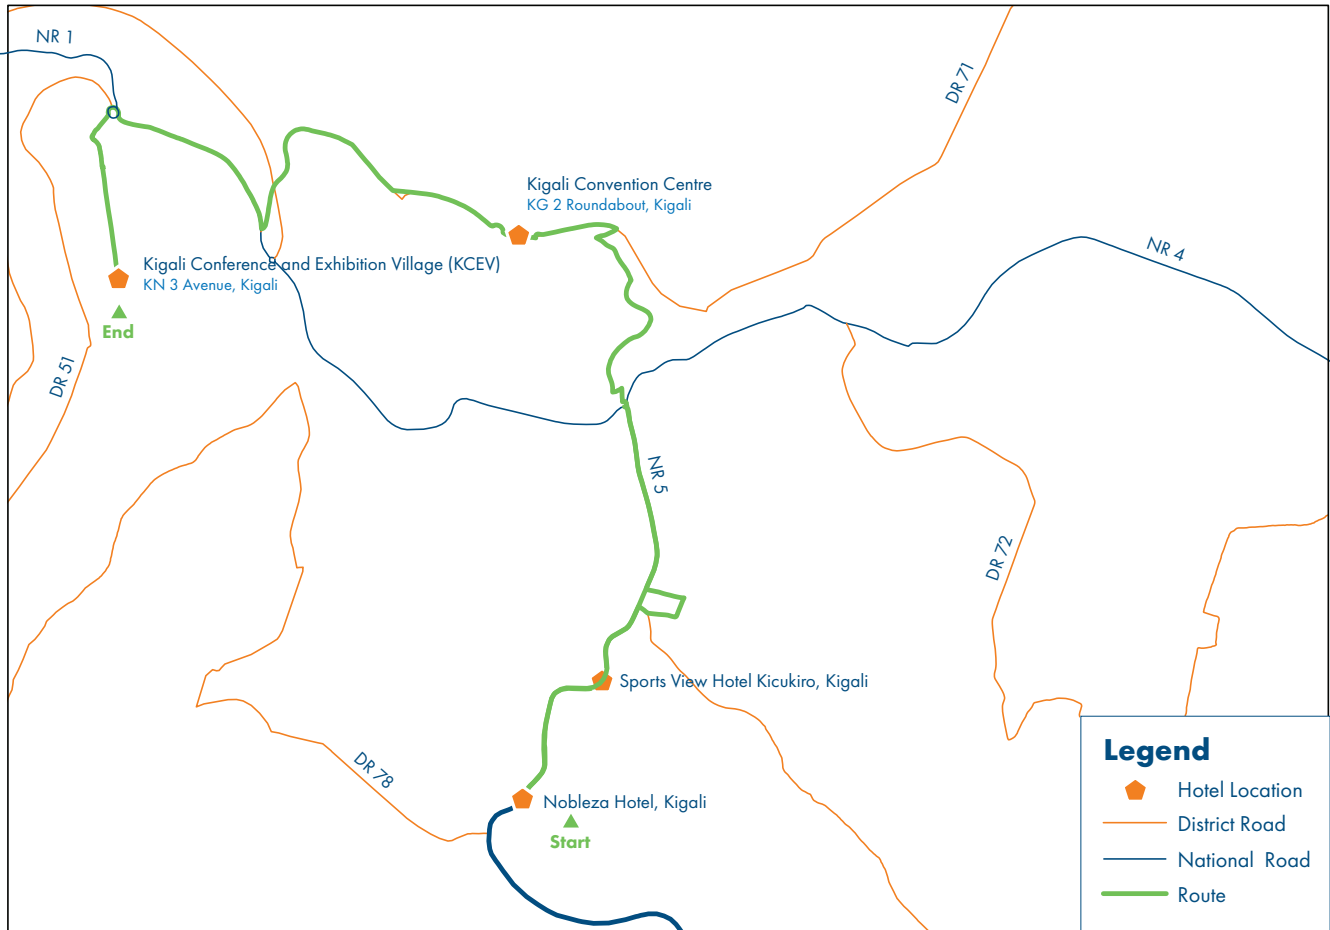 NR 1
DR 71
Kigali Convention Centre
KG 2 Roundabout, Kigali
NR 4
Kigali Conference and Exhibition Village (KCEV)
KN 3 Avenue, Kigali
End
DR 51
NR 5
DR 72
Sports View Hotel Kicukiro, Kigali
DR 78
Nobleza Hotel, Kigali
Start
Legend
Hotel Location
District Road
National Road
Route